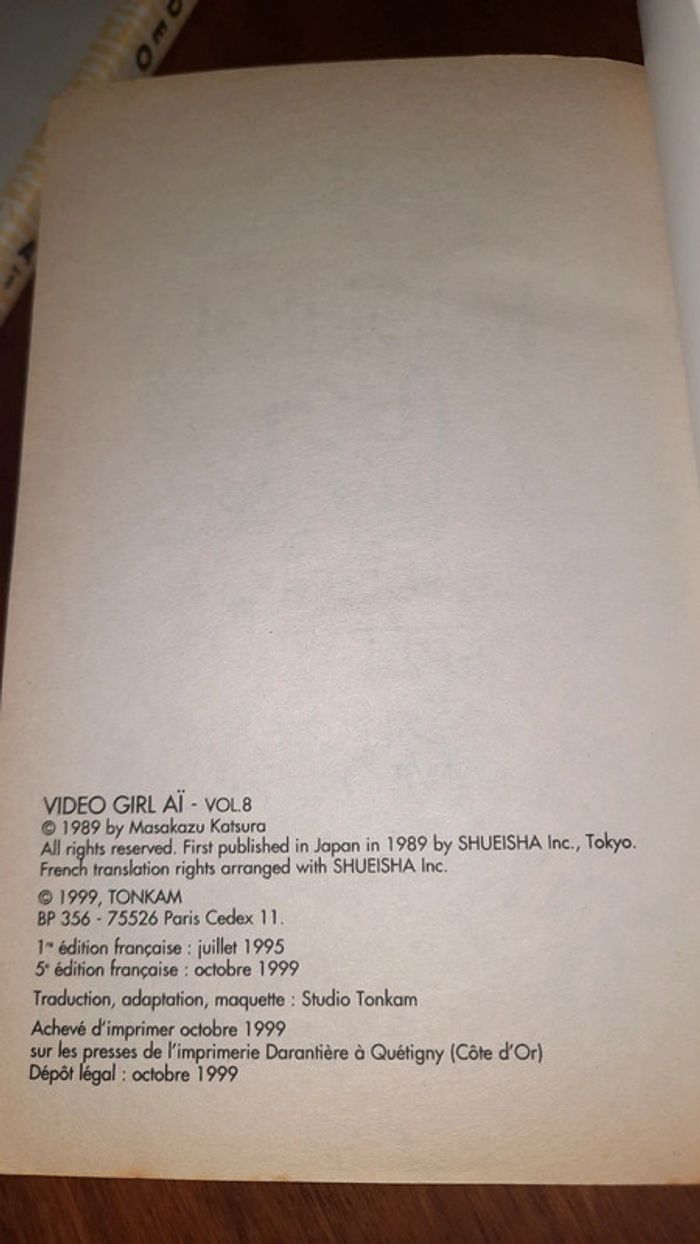 DEO
VIDEO GIRL AÏ - VOL.8
© 1989 by Masakazu Katsura
All rights reserved. First published in Japan in 1989 by SHUEISHA Inc., Tokyo.
French translation rights arranged with SHUEISHA Inc.
© 1999, TONKAM
BP 356 - 75526 Paris Cedex 11.
1re édition française : juillet 1995
5e édition française : octobre 1999
Traduction, adaptation, maquette : Studio Tonkam
Achevé d'imprimer octobre 1999
sur les presses de l'imprimerie Darantière à Quétigny (Côte d'Or)
Dépôt légal : octobre 1999